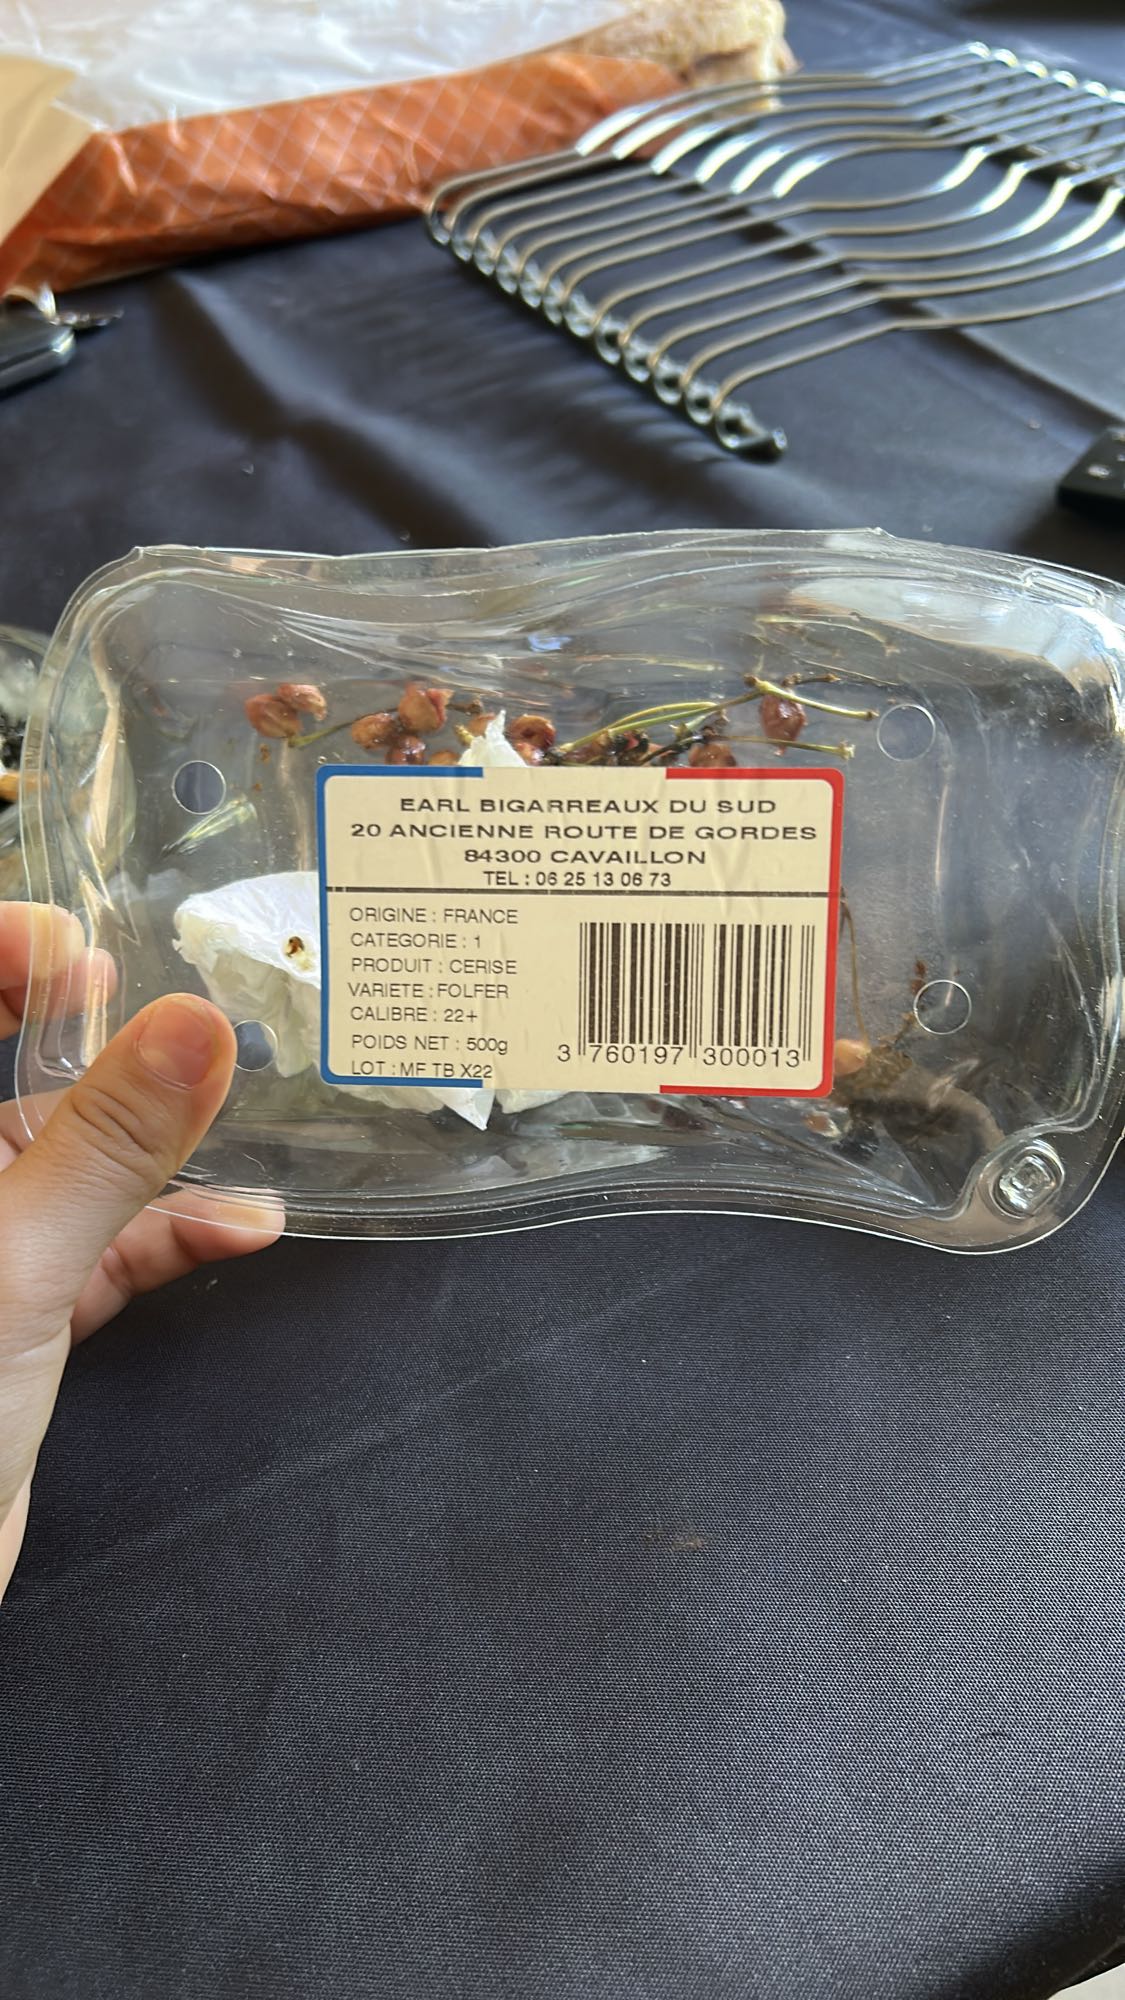 EARL BIGARREAUX DU SUD
20 ANCIENNE ROUTE DE GORDES
84300 CAVAILLON
TEL : 06 25 13 06 73
ORIGINE : FRANCE
CATEGORIE : 1
PRODUIT : CERISE
VARIETE : FOLFER
CALIBRE : 22+
POIDS NET : 500g
LOT : MF TB X22
3 760197 300013